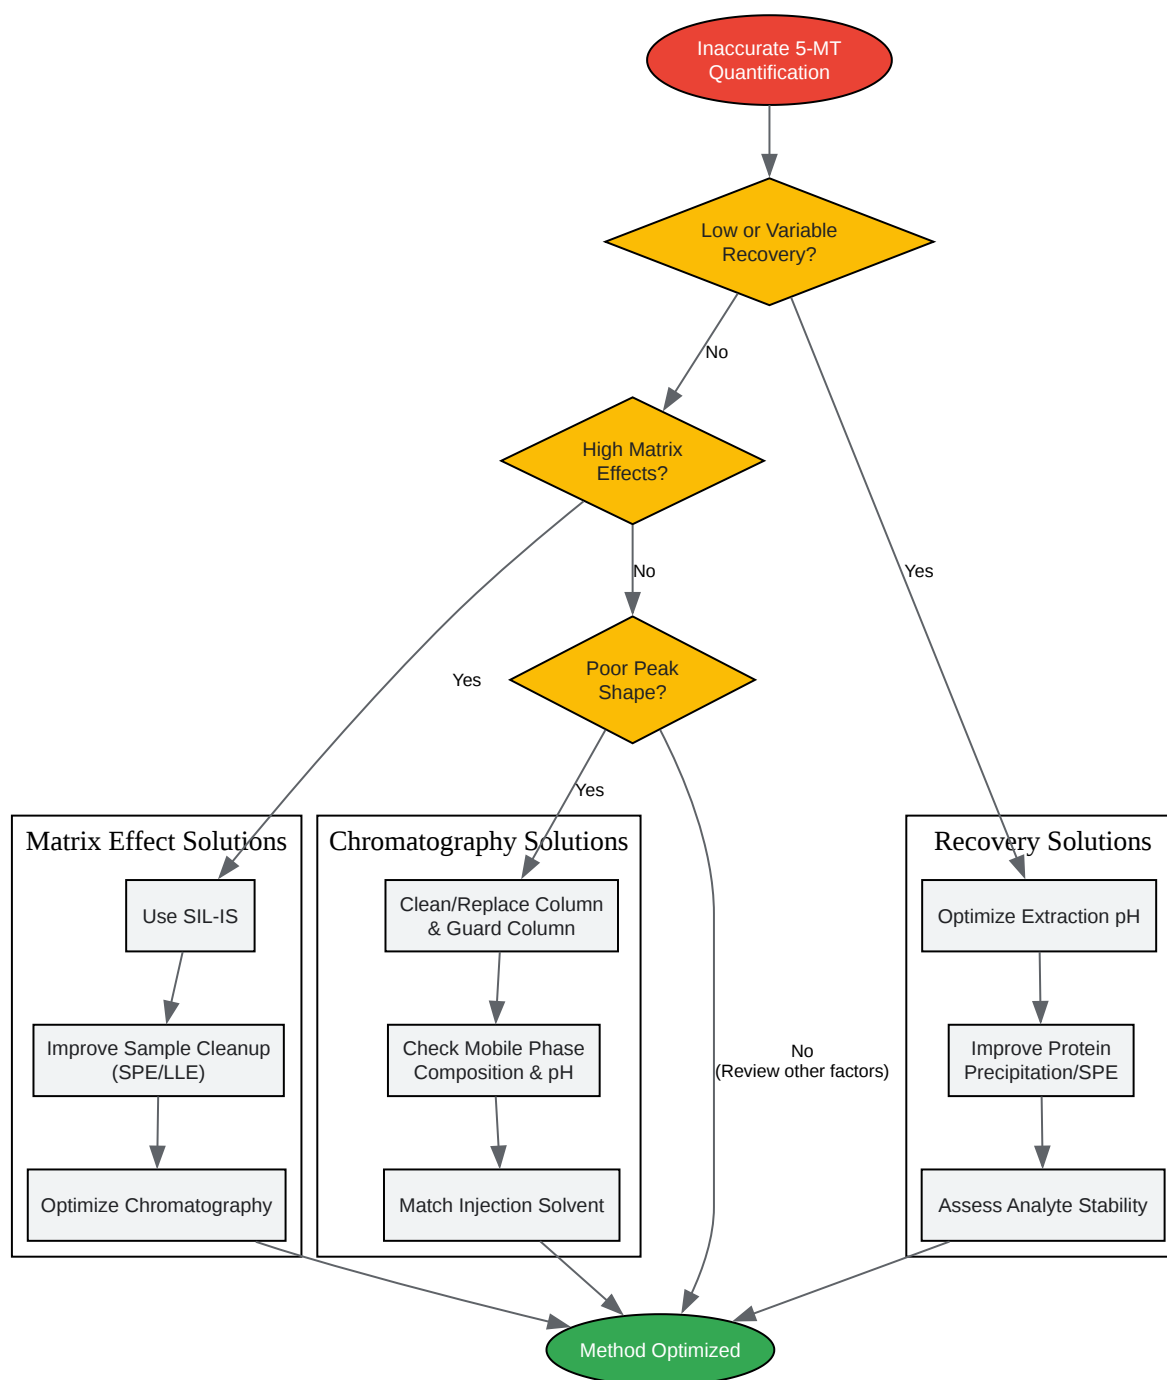 Inaccurate 5-MT
Quantification
Low or Variable
Recovery?
No
High Matrix
Effects?
No
Yes
Yes
Poor Peak
Shape?
Yes
Matrix Effect Solutions
Chromatography Solutions
Recovery Solutions
Use SIL-IS
Clean/Replace Column
& Guard Column
Optimize Extraction pH
Improve Sample Cleanup
(SPE/LLE)
Check Mobile Phase
Composition & pH
No
(Review other factors)
Improve Protein
Precipitation/SPE
Optimize Chromatography
Match Injection Solvent
Assess Analyte Stability
Method Optimized